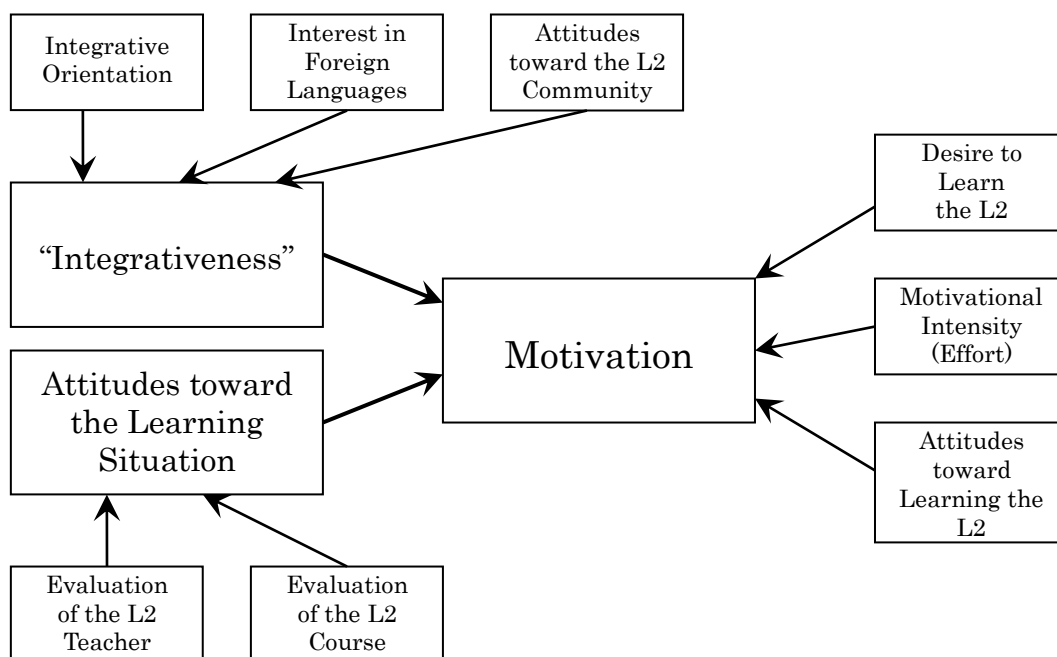 Integrative
Orientation
Interest in
Foreign
Languages
Attitudes
toward the L2
Community
Desire to
Learn
the L2
“Integrativeness”
Motivational
Intensity
(Effort)
Motivation
Attitudes toward
the Learning
Situation
Attitudes
toward
Learning the
L2
Evaluation
of the L2
Teacher
Evaluation
of the L2
Course